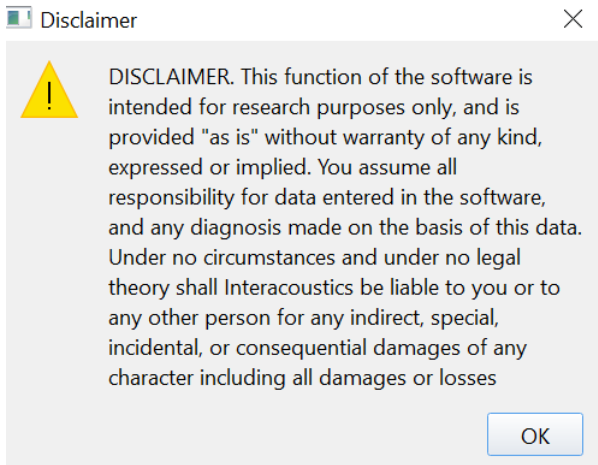 Disclaimer
DISCLAIMER. This function of the software is
intended for research purposes only, and is
provided "as is" without warranty of any kind,
expressed or implied. You assume all
responsibility for data entered in the software,
and any diagnosis made on the basis of this data.
Under no circumstances and under no legal
theory shall Interacoustics be liable to you or to
any other person for any indirect, special,
incidental, or consequential damages of any
character including all damages or losses
OK